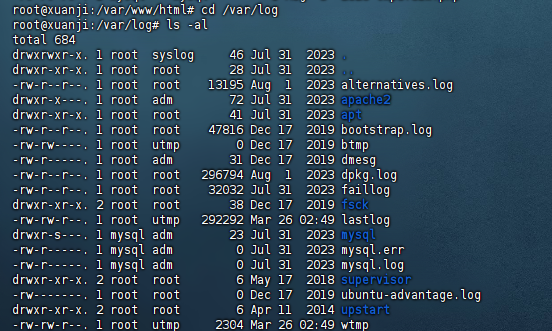 root@xuanji:/var/www/html# cd /var/log
root@xuanji:/var/log# ls -al
total 684
drwxrwxr-x. 1 root  syslog     46 Jul 31  2023 .
drwxr-xr-x. 1 root  root       28 Jul 31  2023 ..
-rw-r--r--. 1 root  root    13195 Aug  1  2023 alternatives.log
drwxr-x---. 1 root  adm        72 Jul 31  2023 apache2
drwxr-xr-x. 1 root  root       41 Jul 31  2023 apt
-rw-r--r--. 1 root  root    47816 Dec 17  2019 bootstrap.log
-rw-rw----. 1 root  utmp        0 Dec 17  2019 btmp
-rw-r-----. 1 root  adm        31 Dec 17  2019 dmesg
-rw-r--r--. 1 root  root   296794 Aug  1  2023 dpkg.log
-rw-r--r--. 1 root  root    32032 Jul 31  2023 faillog
drwxr-xr-x. 2 root  root       38 Dec 17  2019 fsck
-rw-rw-r--. 1 root  utmp   292292 Mar 26 02:49 lastlog
drwxr-s---. 1 mysql adm        23 Jul 31  2023 mysql
-rw-r-----. 1 mysql adm         0 Jul 31  2023 mysql.err
-rw-r-----. 1 mysql adm         0 Jul 31  2023 mysql.log
drwxr-xr-x. 2 root  root        6 May 17  2018 supervisor
-rw-------. 1 root  root        0 Dec 17  2019 ubuntu-advantage.log
drwxr-xr-x. 2 root  root        6 Apr 11  2014 upstart
-rw-rw-r--. 1 root  utmp     2304 Mar 26 02:49 wtmp